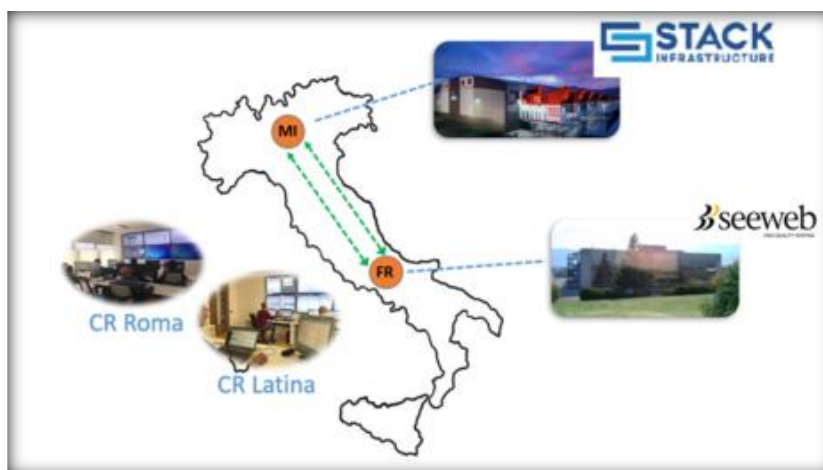 STACK
INFRASTRUCTURE
MI
seeweb
FR
CR Roma
CR Latina